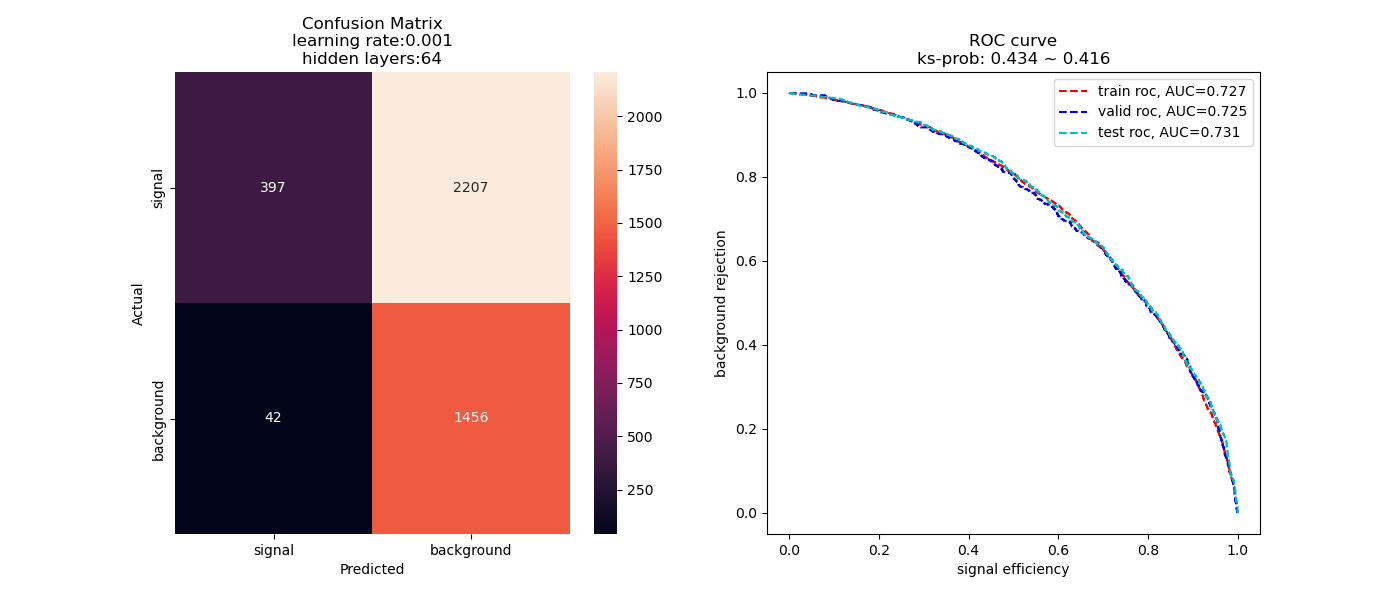 Confusion Matrix
learning rate:0.001
hidden layers:64
signal
background
Actual
397
2207
42
1456
signal
background
Predicted
2000
1750
1500
1250
1000
750
500
250
ROC curve
ks-prob: 0.434 ~ 0.416
train roc, AUC=0.727
valid roc, AUC=0.725
test roc, AUC=0.731
background rejection
1.0
0.8
0.6
0.4
0.2
0.0
0.0
0.2
0.4
0.6
0.8
1.0
signal efficiency